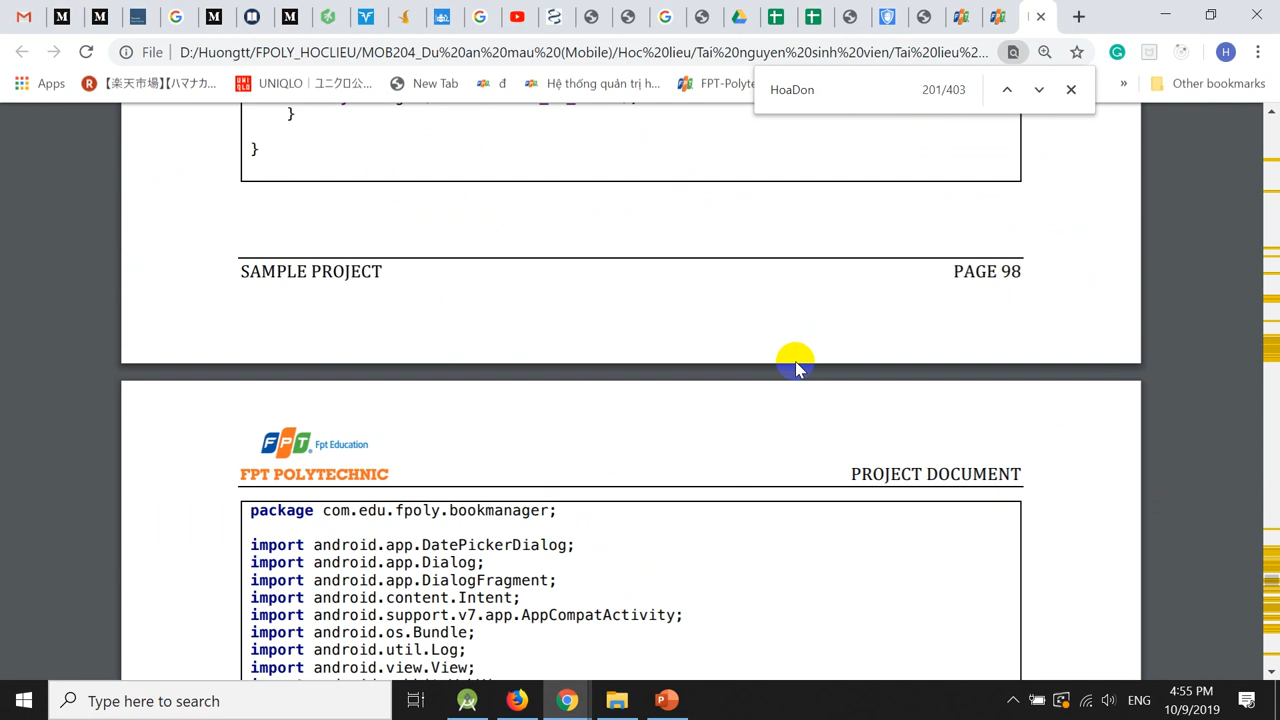 File D:/Huongtt/FPOLY_HOCLIEU/MOB204_Du%20an%20mau%20(Mobile)/Hoc%20lieu/Tai%20nguyen%20sinh%20vien/Tai%20lieu%2...
Apps 【楽天市場】【ハマナカ... UNIQLO | ユニクロ公... New Tab đ Hệ thống quản trị h... FPT-Polyte » Other bookmarks
HoaDon 201/403
}
}
SAMPLE PROJECT PAGE 98
FPT Fpt Education
FPT POLYTECHNIC PROJECT DOCUMENT
package com.edu.fpoly.bookmanager;
import android.app.DatePickerDialog;
import android.app.Dialog;
import android.app.DialogFragment;
import android.content.Intent;
import android.support.v7.app.AppCompatActivity;
import android.os.Bundle;
import android.util.Log;
import android.view.View;
Type here to search
ENG
4:55 PM
10/9/2019